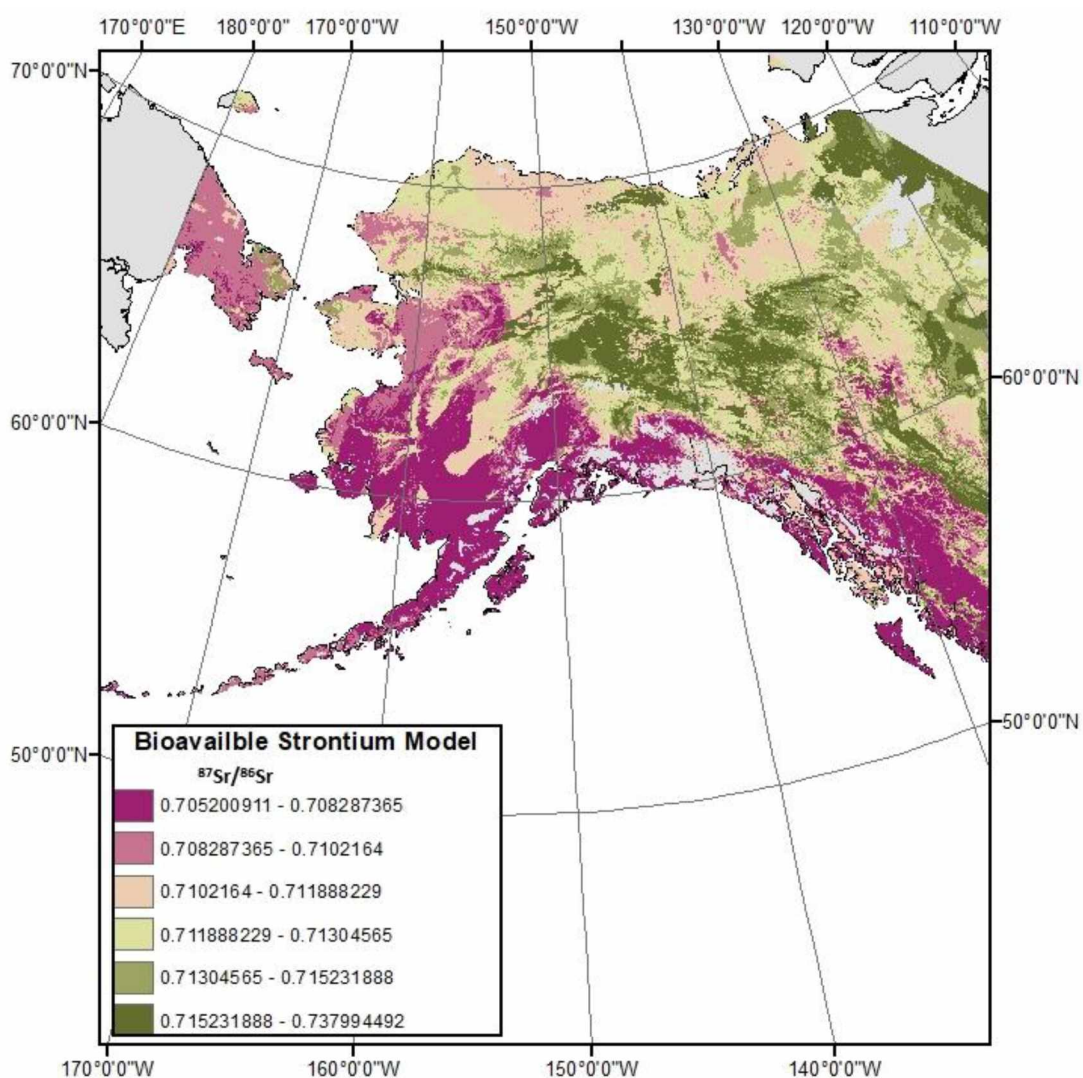 170°0'0"E 180°0'0" 170°0'0"W 150°0'0"W 130°0'0"W 120°0'0"W 110°0'0"W
70°0'0"N
60°0'0"N
60°0'0"N
50°0'0"N
50°0'0"N
Bioavailble Strontium Model
⁸⁷Sr/⁸⁶Sr
0.705200911 - 0.708287365
0.708287365 - 0.7102164
0.7102164 - 0.711888229
0.711888229 - 0.71304565
0.71304565 - 0.715231888
0.715231888 - 0.737994492
170°0'0"W 160°0'0"W 150°0'0"W 140°0'0"W